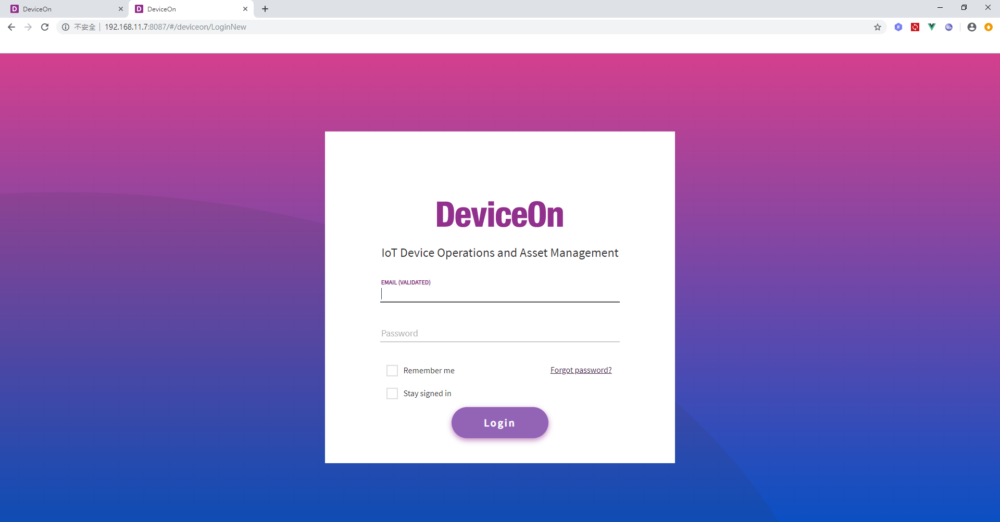 DeviceOn
DeviceOn
不安全 192.168.11.7:8087/#/deviceon/LoginNew
DeviceOn
IoT Device Operations and Asset Management
EMAIL (VALIDATED)
Password
Remember me
Forgot password?
Stay signed in
Login